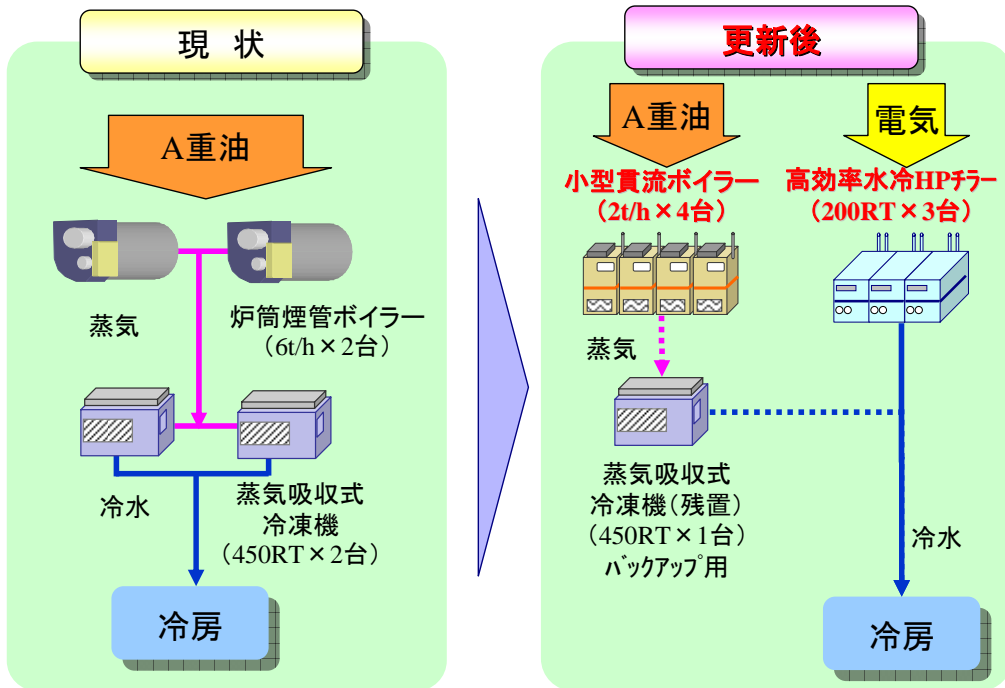 現 状
A重油
蒸気
炉筒煙管ボイラー
（6t/h×2台）
冷水
蒸気吸収式
冷凍機
（450RT×2台）
冷房
更新後
A重油
電気
小型貫流ボイラー
（2t/h×4台）
高効率水冷HPﾁﾗｰ
（200RT×3台）
蒸気
蒸気吸収式
冷凍機（残置）
（450RT×1台）
ﾊﾞｯｸｱｯﾌﾟ用
冷水
冷房